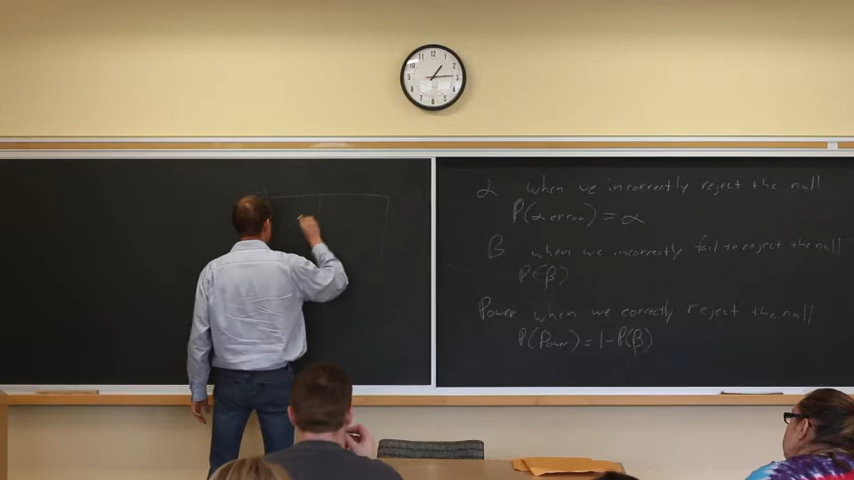 α when we incorrectly reject the null
P(α error) = α
β when we incorrectly fail to reject the null
P(β)
Power when we correctly reject the null
P(Power) = 1-P(β)